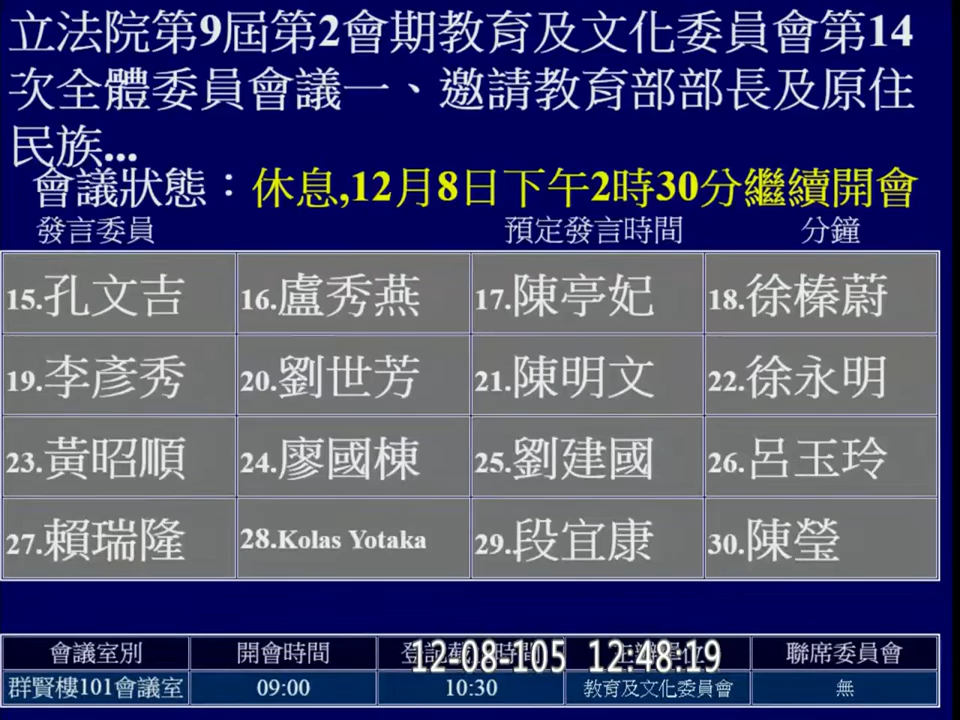 立法院第9屆第2會期教育及文化委員會第14
次全體委員會議一、邀請教育部部長及原住
民族...
會議狀態：休息,12月8日下午2時30分繼續開會
發言委員 預定發言時間 分鐘
15.孔文吉 16.盧秀燕 17.陳亭妃 18.徐榛蔚
19.李彥秀 20.劉世芳 21.陳明文 22.徐永明
23.黃昭順 24.廖國棟 25.劉建國 26.呂玉玲
27.賴瑞隆 28.Kolas Yotaka 29.段宜康 30.陳瑩
12-08-105 12:48:19
會議室別 開會時間 聯席委員會
群賢樓101會議室 09:00 10:30 教育及文化委員會 無